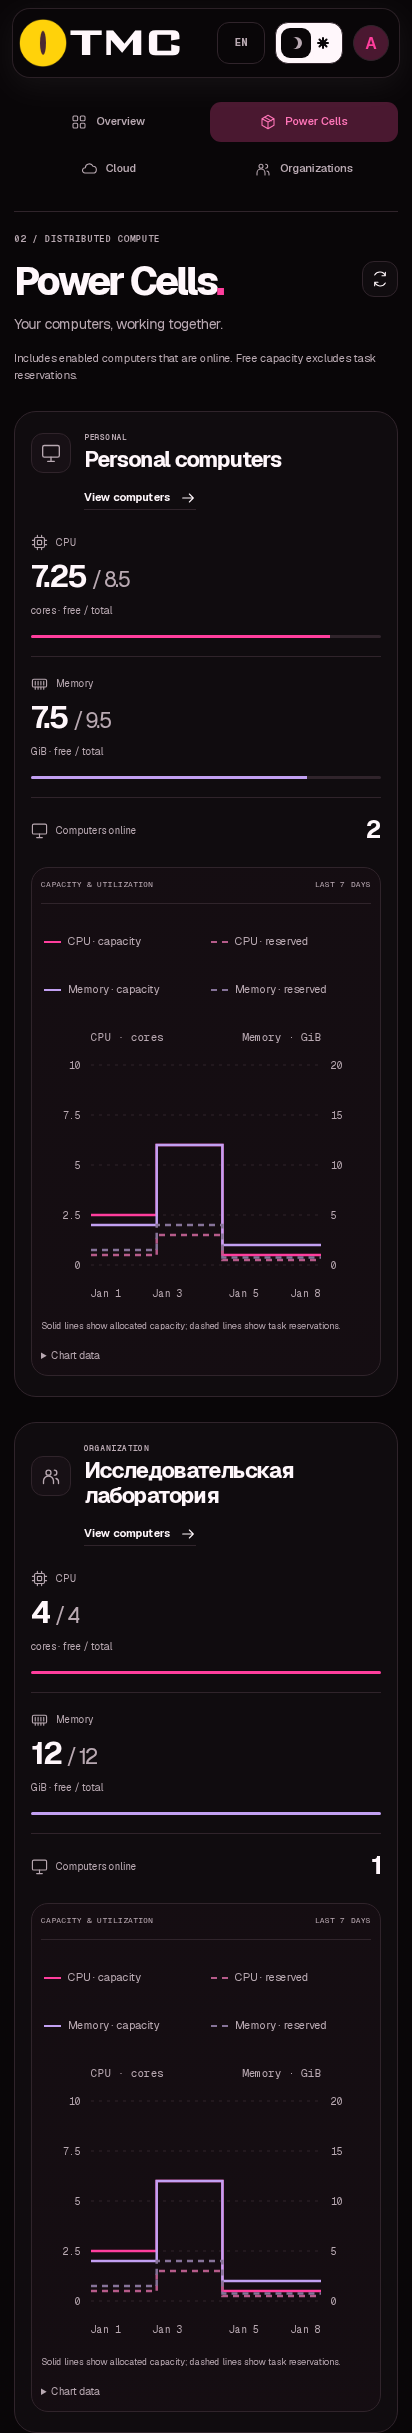 TMC
EN
A
Overview
Power Cells
Cloud
Organizations
02 / DISTRIBUTED COMPUTE
Power Cells.
Your computers, working together.
Includes enabled computers that are online. Free capacity excludes task
reservations.
PERSONAL
Personal computers
View computers →
CPU
7.25 / 8.5
cores · free / total
Memory
7.5 / 9.5
GiB · free / total
Computers online 2
CAPACITY & UTILIZATION LAST 7 DAYS
CPU · capacity CPU · reserved
Memory · capacity Memory · reserved
CPU · cores Memory · GiB
10 20
7.5 15
5 10
2.5 5
0 0
Jan 1 Jan 3 Jan 5 Jan 8
Solid lines show allocated capacity; dashed lines show task reservations.
▶ Chart data
ORGANIZATION
Исследовательская
лаборатория
View computers →
CPU
4 / 4
cores · free / total
Memory
12 / 12
GiB · free / total
Computers online 1
CAPACITY & UTILIZATION LAST 7 DAYS
CPU · capacity CPU · reserved
Memory · capacity Memory · reserved
CPU · cores Memory · GiB
10 20
7.5 15
5 10
2.5 5
0 0
Jan 1 Jan 3 Jan 5 Jan 8
Solid lines show allocated capacity; dashed lines show task reservations.
▶ Chart data